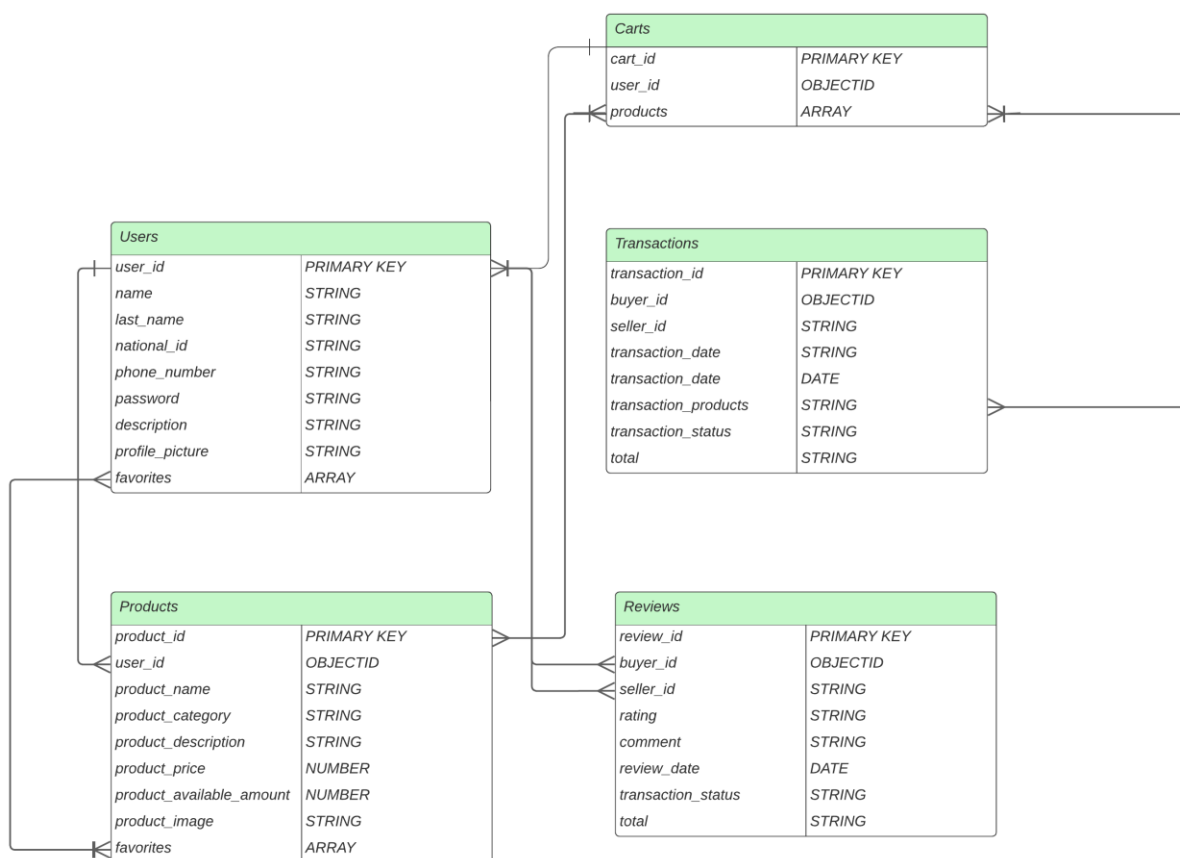 Carts
cart_id PRIMARY KEY
user_id OBJECTID
products ARRAY
Users
user_id PRIMARY KEY
name STRING
last_name STRING
national_id STRING
phone_number STRING
password STRING
description STRING
profile_picture STRING
favorites ARRAY
Transactions
transaction_id PRIMARY KEY
buyer_id OBJECTID
seller_id STRING
transaction_date STRING
transaction_date DATE
transaction_products STRING
transaction_status STRING
total STRING
Products
product_id PRIMARY KEY
user_id OBJECTID
product_name STRING
product_category STRING
product_description STRING
product_price NUMBER
product_available_amount NUMBER
product_image STRING
favorites ARRAY
Reviews
review_id PRIMARY KEY
buyer_id OBJECTID
seller_id STRING
rating STRING
comment STRING
review_date DATE
transaction_status STRING
total STRING